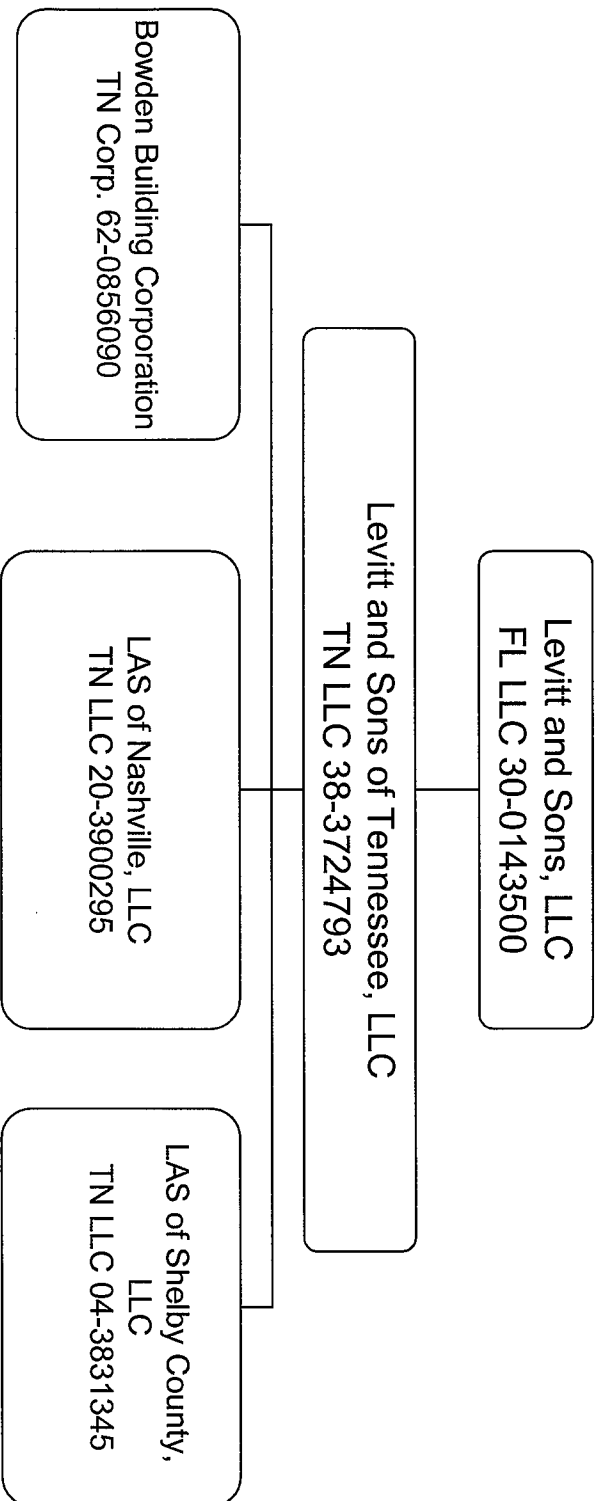 Levitt and Sons, LLC
FL LLC 30-0143500
Levitt and Sons of Tennessee, LLC
TN LLC 38-3724793
Bowden Building Corporation
TN Corp. 62-0856090
LAS of Nashville, LLC
TN LLC 20-3900295
LAS of Shelby County,
LLC
TN LLC 04-3831345